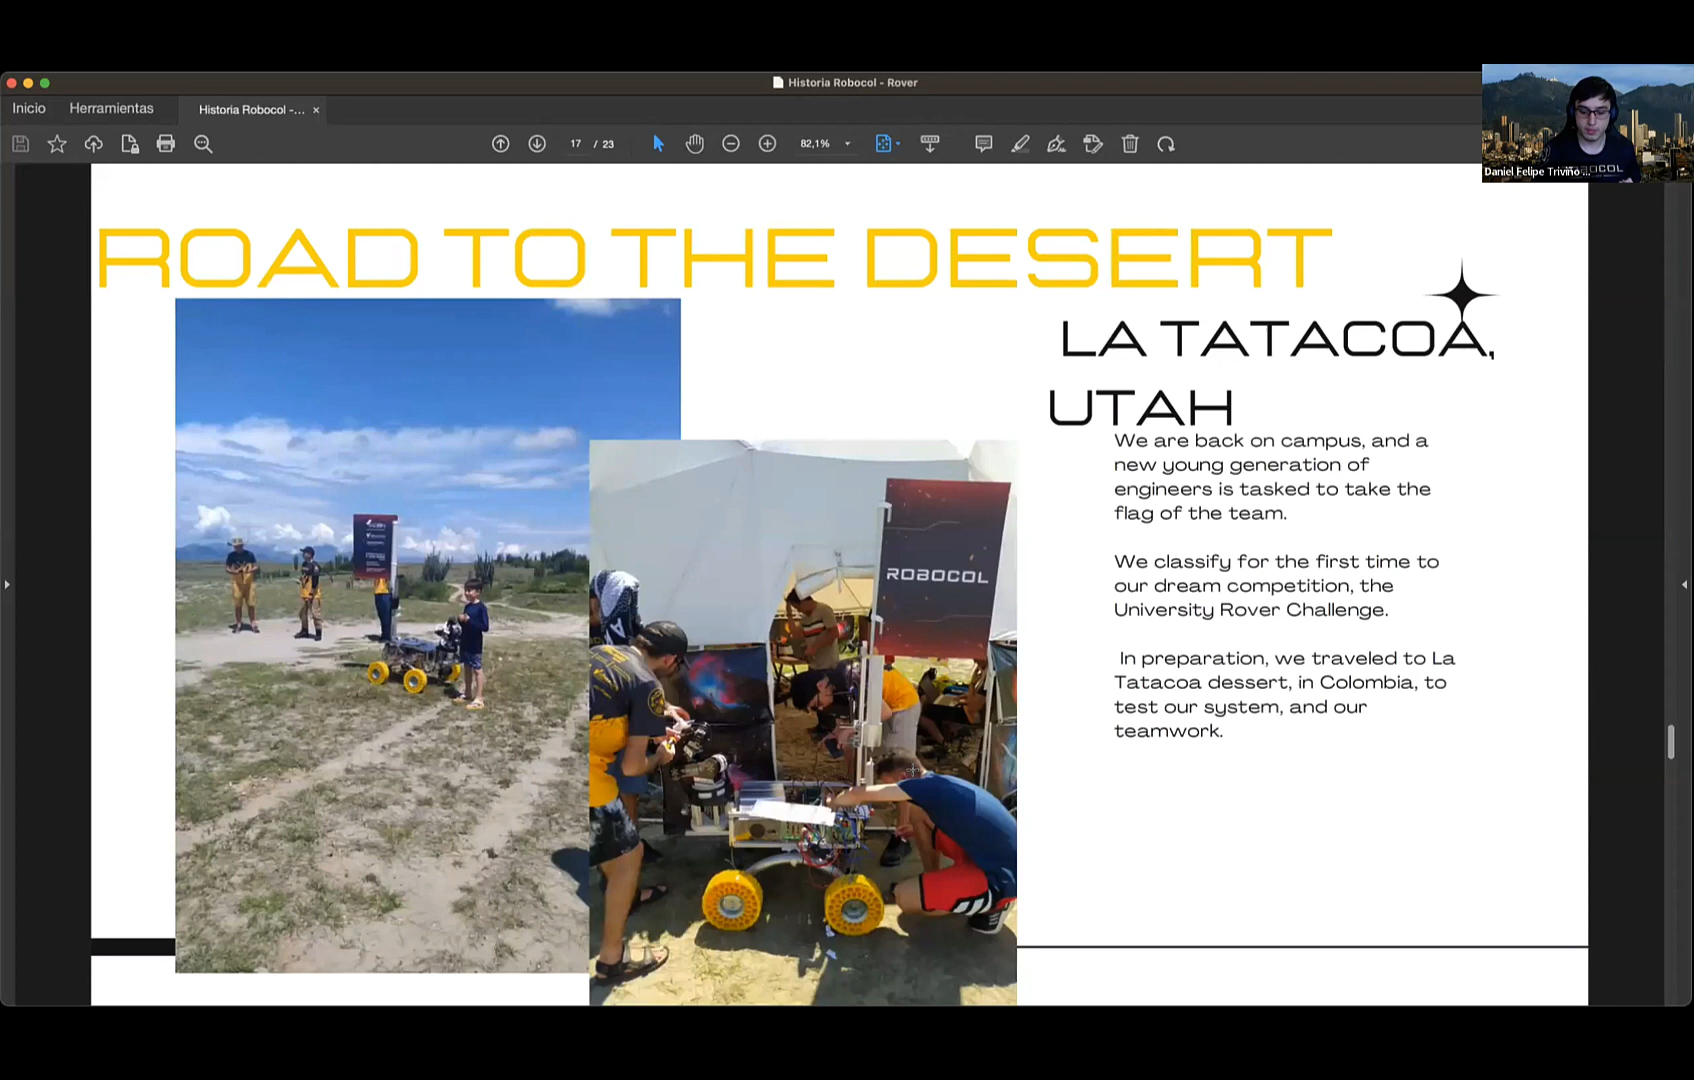 Historia Robocol - Rover
Inicio
Herramientas
Historia Robocol -...
17 / 23
82,1%
Daniel Felipe Triviño ...
ROAD TO THE DESERT
LA TATACOA,
UTAH
We are back on campus, and a
new young generation of
engineers is tasked to take the
flag of the team.
We classify for the first time to
our dream competition, the
University Rover Challenge.
In preparation, we traveled to La
Tatacoa dessert, in Colombia, to
test our system, and our
teamwork.
ROBOCOL